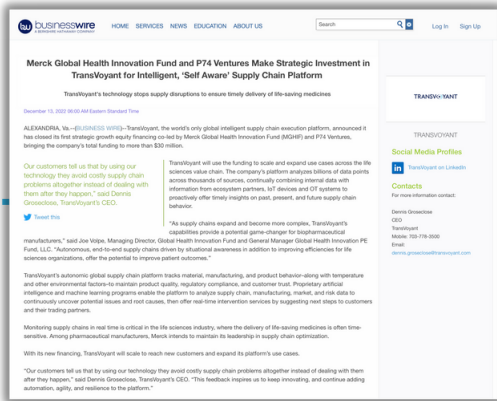 bw businesswire
A BERKSHIRE HATHAWAY COMPANY
HOME SERVICES NEWS EDUCATION ABOUT US
Search
Log In Sign Up
Merck Global Health Innovation Fund and P74 Ventures Make Strategic Investment in
TransVoyant for Intelligent, ‘Self Aware’ Supply Chain Platform
TransVoyant's technology stops supply disruptions to ensure timely delivery of life-saving medicines
December 13, 2022 06:00 AM Eastern Standard Time
ALEXANDRIA, Va.--(BUSINESS WIRE)--TransVoyant, the world's only global intelligent supply chain execution platform, announced it
has closed its first strategic growth equity financing co-led by Merck Global Health Innovation Fund (MGHIF) and P74 Ventures,
bringing the company's total funding to more than $30 million.
Our customers tell us that by using our
technology they avoid costly supply chain
problems altogether instead of dealing with
them after they happen,” said Dennis
Groseclose, TransVoyant's CEO.
Tweet this
TransVoyant will use the funding to scale and expand use cases across the life
sciences value chain. The company's platform analyzes billions of data points
across thousands of sources, continually combining internal data with
information from ecosystem partners, IoT devices and OT systems to
proactively offer timely insights on past, present, and future supply chain
behavior.
“As supply chains expand and become more complex, TransVoyant's
capabilities provide a potential game-changer for biopharmaceutical
manufacturers,” said Joe Volpe, Managing Director, Global Health Innovation Fund and General Manager Global Health Innovation PE
Fund, LLC. “Autonomous, end-to-end supply chains driven by situational awareness in addition to improving efficiencies for life
sciences organizations, offer the potential to improve patient outcomes.”
TransVoyant's autonomic global supply chain platform tracks material, manufacturing, and product behavior–along with temperature
and other environmental factors–to maintain product quality, regulatory compliance, and customer trust. Proprietary artificial
intelligence and machine learning programs enable the platform to analyze supply chain, manufacturing, market, and risk data to
continuously uncover potential issues and root causes, then offer real-time intervention services by suggesting next steps to customers
and their trading partners.
Monitoring supply chains in real time is critical in the life sciences industry, where the delivery of life-saving medicines is often time-
sensitive. Among pharmaceutical manufacturers, Merck intends to maintain its leadership in supply chain optimization.
With its new financing, TransVoyant will scale to reach new customers and expand its platform's use cases.
“Our customers tell us that by using our technology they avoid costly supply chain problems altogether instead of dealing with them
after they happen,” said Dennis Groseclose, TransVoyant's CEO. “This feedback inspires us to keep innovating, and continue adding
automation, agility, and resilience to the platform.”
TRANSVOYANT
TRANSVOYANT
Social Media Profiles
in TransVoyant on LinkedIn
Contacts
For more information contact:
Dennis Groseclose
CEO
TransVoyant
Mobile: 703-778-3500
Email:
dennis.groseclose@transvoyant.com